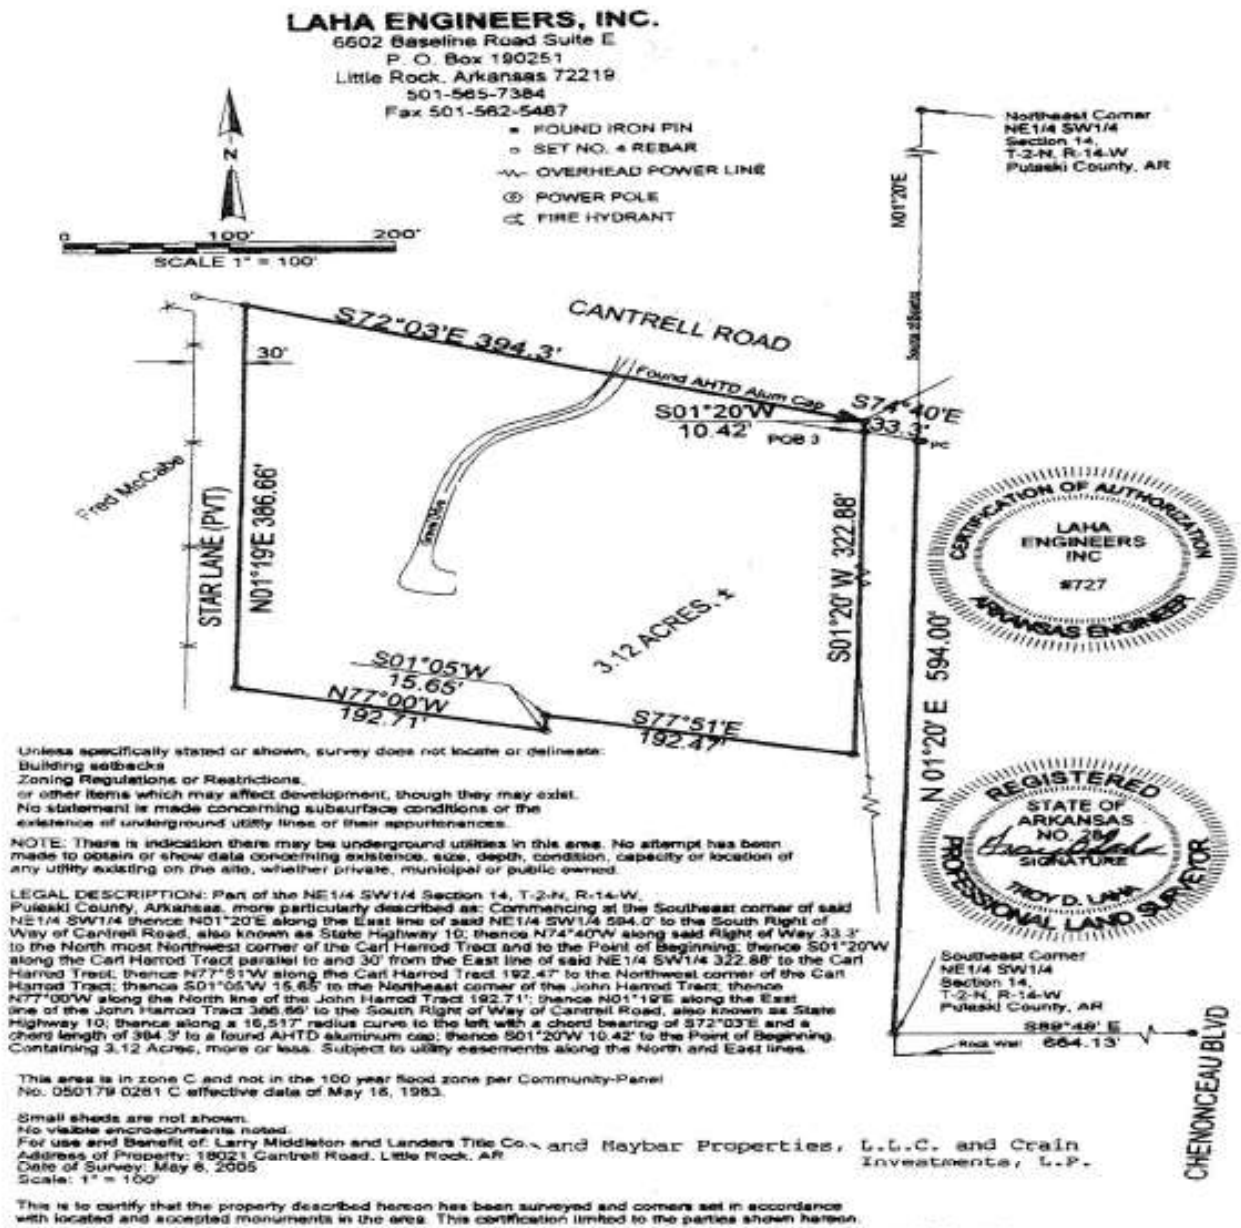 LAHA ENGINEERS, INC.
6602 Baseline Road Suite E
P. O. Box 190251
Little Rock, Arkansas 72219
501-565-7384
Fax 501-562-5487
FOUND IRON PIN
SET NO. 4 REBAR
OVERHEAD POWER LINE
POWER POLE
FIRE HYDRANT
N
0 100' 200'
SCALE 1" = 100'
Northeast Corner
NE1/4 SW1/4
Section 14,
T-2-N, R-14-W
Pulaski County, AR
N01°20'E
S72°03'E 394.3'
CANTRELL ROAD
30'
Found AHTD Alum Cap
S74°40'E
33.3'
PC
S01°20'W
10.42'
POB 3
Fred McCabe
STAR LANE (PVT)
N01°19'E 386.66'
S01°20' W 322.88'
N 01°20' E 594.00'
3.12 ACRES, ±
S01°05'W
15.65'
N77°00'W
192.71'
S77°51'E
192.47'
CERTIFICATION OF AUTHORIZATION
LAHA
ENGINEERS
INC
#727
ARKANSAS ENGINEER
REGISTERED
STATE OF
ARKANSAS
NO.
SIGNATURE
TROY D. LAHA
PROFESSIONAL LAND SURVEYOR
Southeast Corner
NE1/4 SW1/4
Section 14,
T-2-N, R-14-W
Pulaski County, AR
S89°48' E
664.13'
Rock Wall
CHENONCEAU BLVD
Unless specifically stated or shown, survey does not locate or delineate:
Building setbacks
Zoning Regulations or Restrictions,
or other items which may affect development, though they may exist.
No statement is made concerning subsurface conditions or the
existence of underground utility lines or their appurtenances.
NOTE: There is indication there may be underground utilities in this area. No attempt has been
made to obtain or show data concerning existence, size, depth, condition, capacity or location of
any utility existing on the site, whether private, municipal or public owned.
LEGAL DESCRIPTION: Part of the NE1/4 SW1/4 Section 14, T-2-N, R-14-W,
Pulaski County, Arkansas, more particularly described as: Commencing at the Southeast corner of said
NE1/4 SW1/4 thence N01°20'E along the East line of said NE1/4 SW1/4 594.0' to the South Right of
Way of Cantrell Road, also known as State Highway 10; thence N74°40'W along said Right of Way 33.3'
to the North most Northwest corner of the Carl Harrod Tract and to the Point of Beginning; thence S01°20'W
along the Carl Harrod Tract parallel to and 30' from the East line of said NE1/4 SW1/4 322.88' to the Carl
Harrod Tract; thence N77°51'W along the Carl Harrod Tract 192.47' to the Northwest corner of the Carl
Harrod Tract; thence S01°05'W 15.65' to the Northeast corner of the John Harrod Tract; thence
N77°00'W along the North line of the John Harrod Tract 192.71'; thence N01°19'E along the East
line of the John Harrod Tract 386.66' to the South Right of Way of Cantrell Road, also known as State
Highway 10; thence along a 16,517' radius curve to the left with a chord bearing of S72°03'E and a
chord length of 394.3' to a found AHTD aluminum cap; thence S01°20'W 10.42' to the Point of Beginning.
Containing 3.12 Acres, more or less. Subject to utility easements along the North and East lines.
This area is in zone C and not in the 100 year flood zone per Community-Panel
No. 050179 0261 C effective date of May 16, 1983.
Small sheds are not shown.
No visible encroachments noted.
For use and Benefit of: Larry Middleton and Landers Title Co. and Maybar Properties, L.L.C. and Crain
Investments, L.P.
Address of Property: 18021 Cantrell Road, Little Rock, AR
Date of Survey: May 6, 2005
Scale: 1" = 100'
This is to certify that the property described hereon has been surveyed and corners set in accordance
with located and accepted monuments in the area. This certification limited to the parties shown hereon.